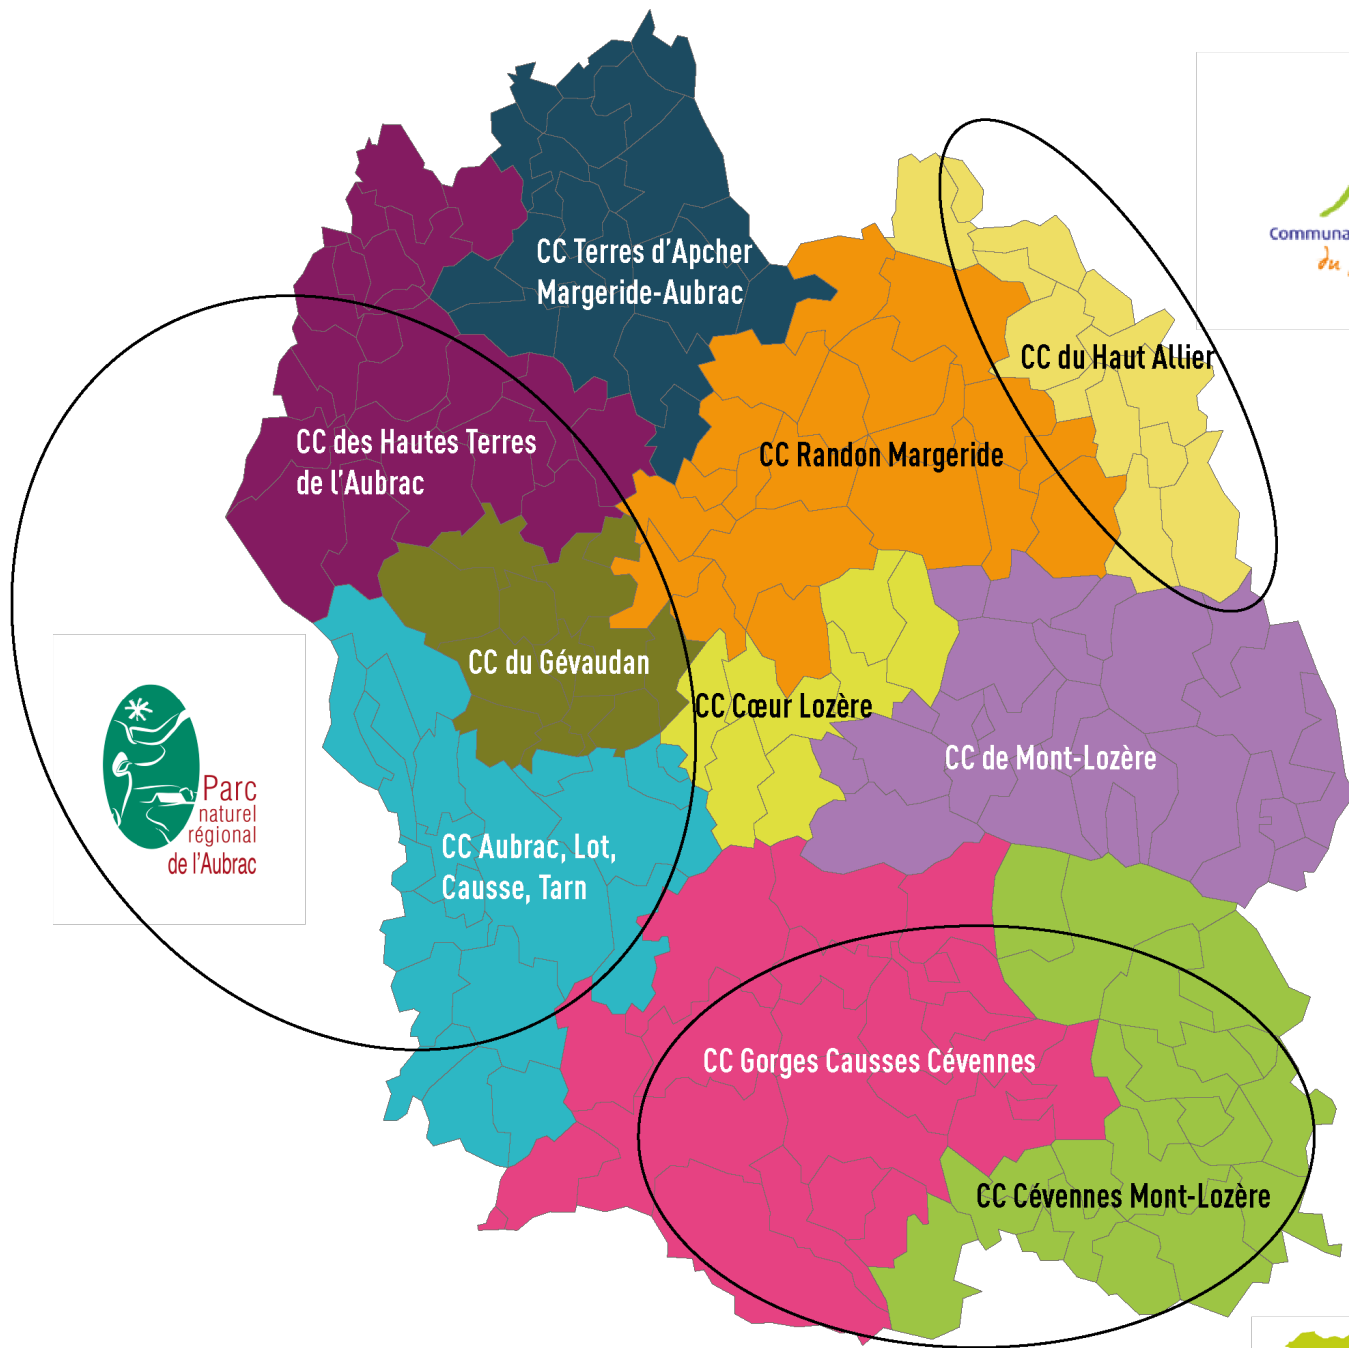 Communa
du
CC Terres d'Apcher
Margeride-Aubrac
CC du Haut Allier
CC des Hautes Terres
de l'Aubrac
CC Randon Margeride
CC du Gévaudan
CC Cœur Lozère
CC de Mont-Lozère
Parc
naturel
régional
de l'Aubrac
CC Aubrac, Lot,
Causse, Tarn
CC Gorges Causses Cévennes
CC Cévennes Mont-Lozère